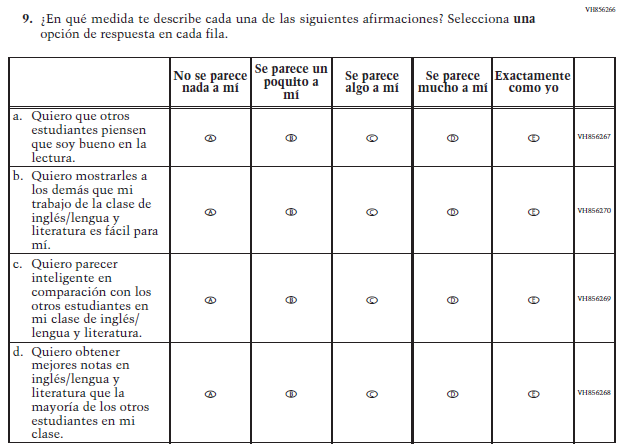 VH856266
9. ¿En qué medida te describe cada una de las siguientes afirmaciones? Selecciona una
opción de respuesta en cada fila.
No se parece
nada a mí
Se parece un
poquito a
mí
Se parece
algo a mí
Se parece
mucho a mí
Exactamente
como yo
a. Quiero que otros
estudiantes piensen
que soy bueno en la
lectura.
A B C D E VH856267
b. Quiero mostrarles a
los demás que mi
trabajo de la clase de
inglés/lengua y
literatura es fácil para
mí.
A B C D E VH856270
c. Quiero parecer
inteligente en
comparación con los
otros estudiantes en
mi clase de inglés/
lengua y literatura.
A B C D E VH856269
d. Quiero obtener
mejores notas en
inglés/lengua y
literatura que la
mayoría de los otros
estudiantes en mi
clase.
A B C D E VH856268